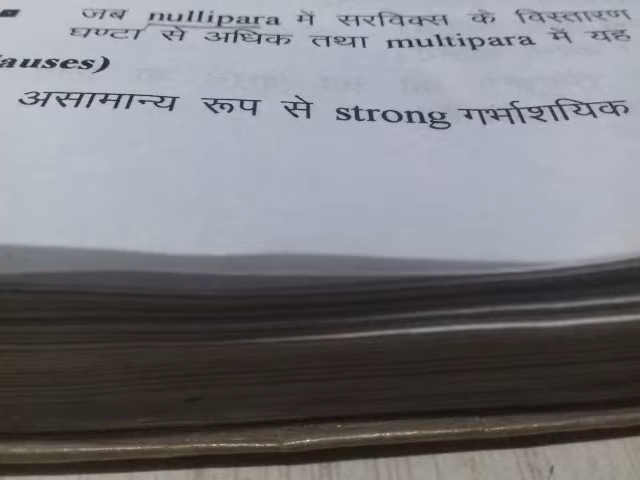 जब nullipara में सरविक्स के विस्तारण
घण्टा से अधिक तथा multipara में यह
auses)
असामान्य रूप से strong गर्भाशयिक